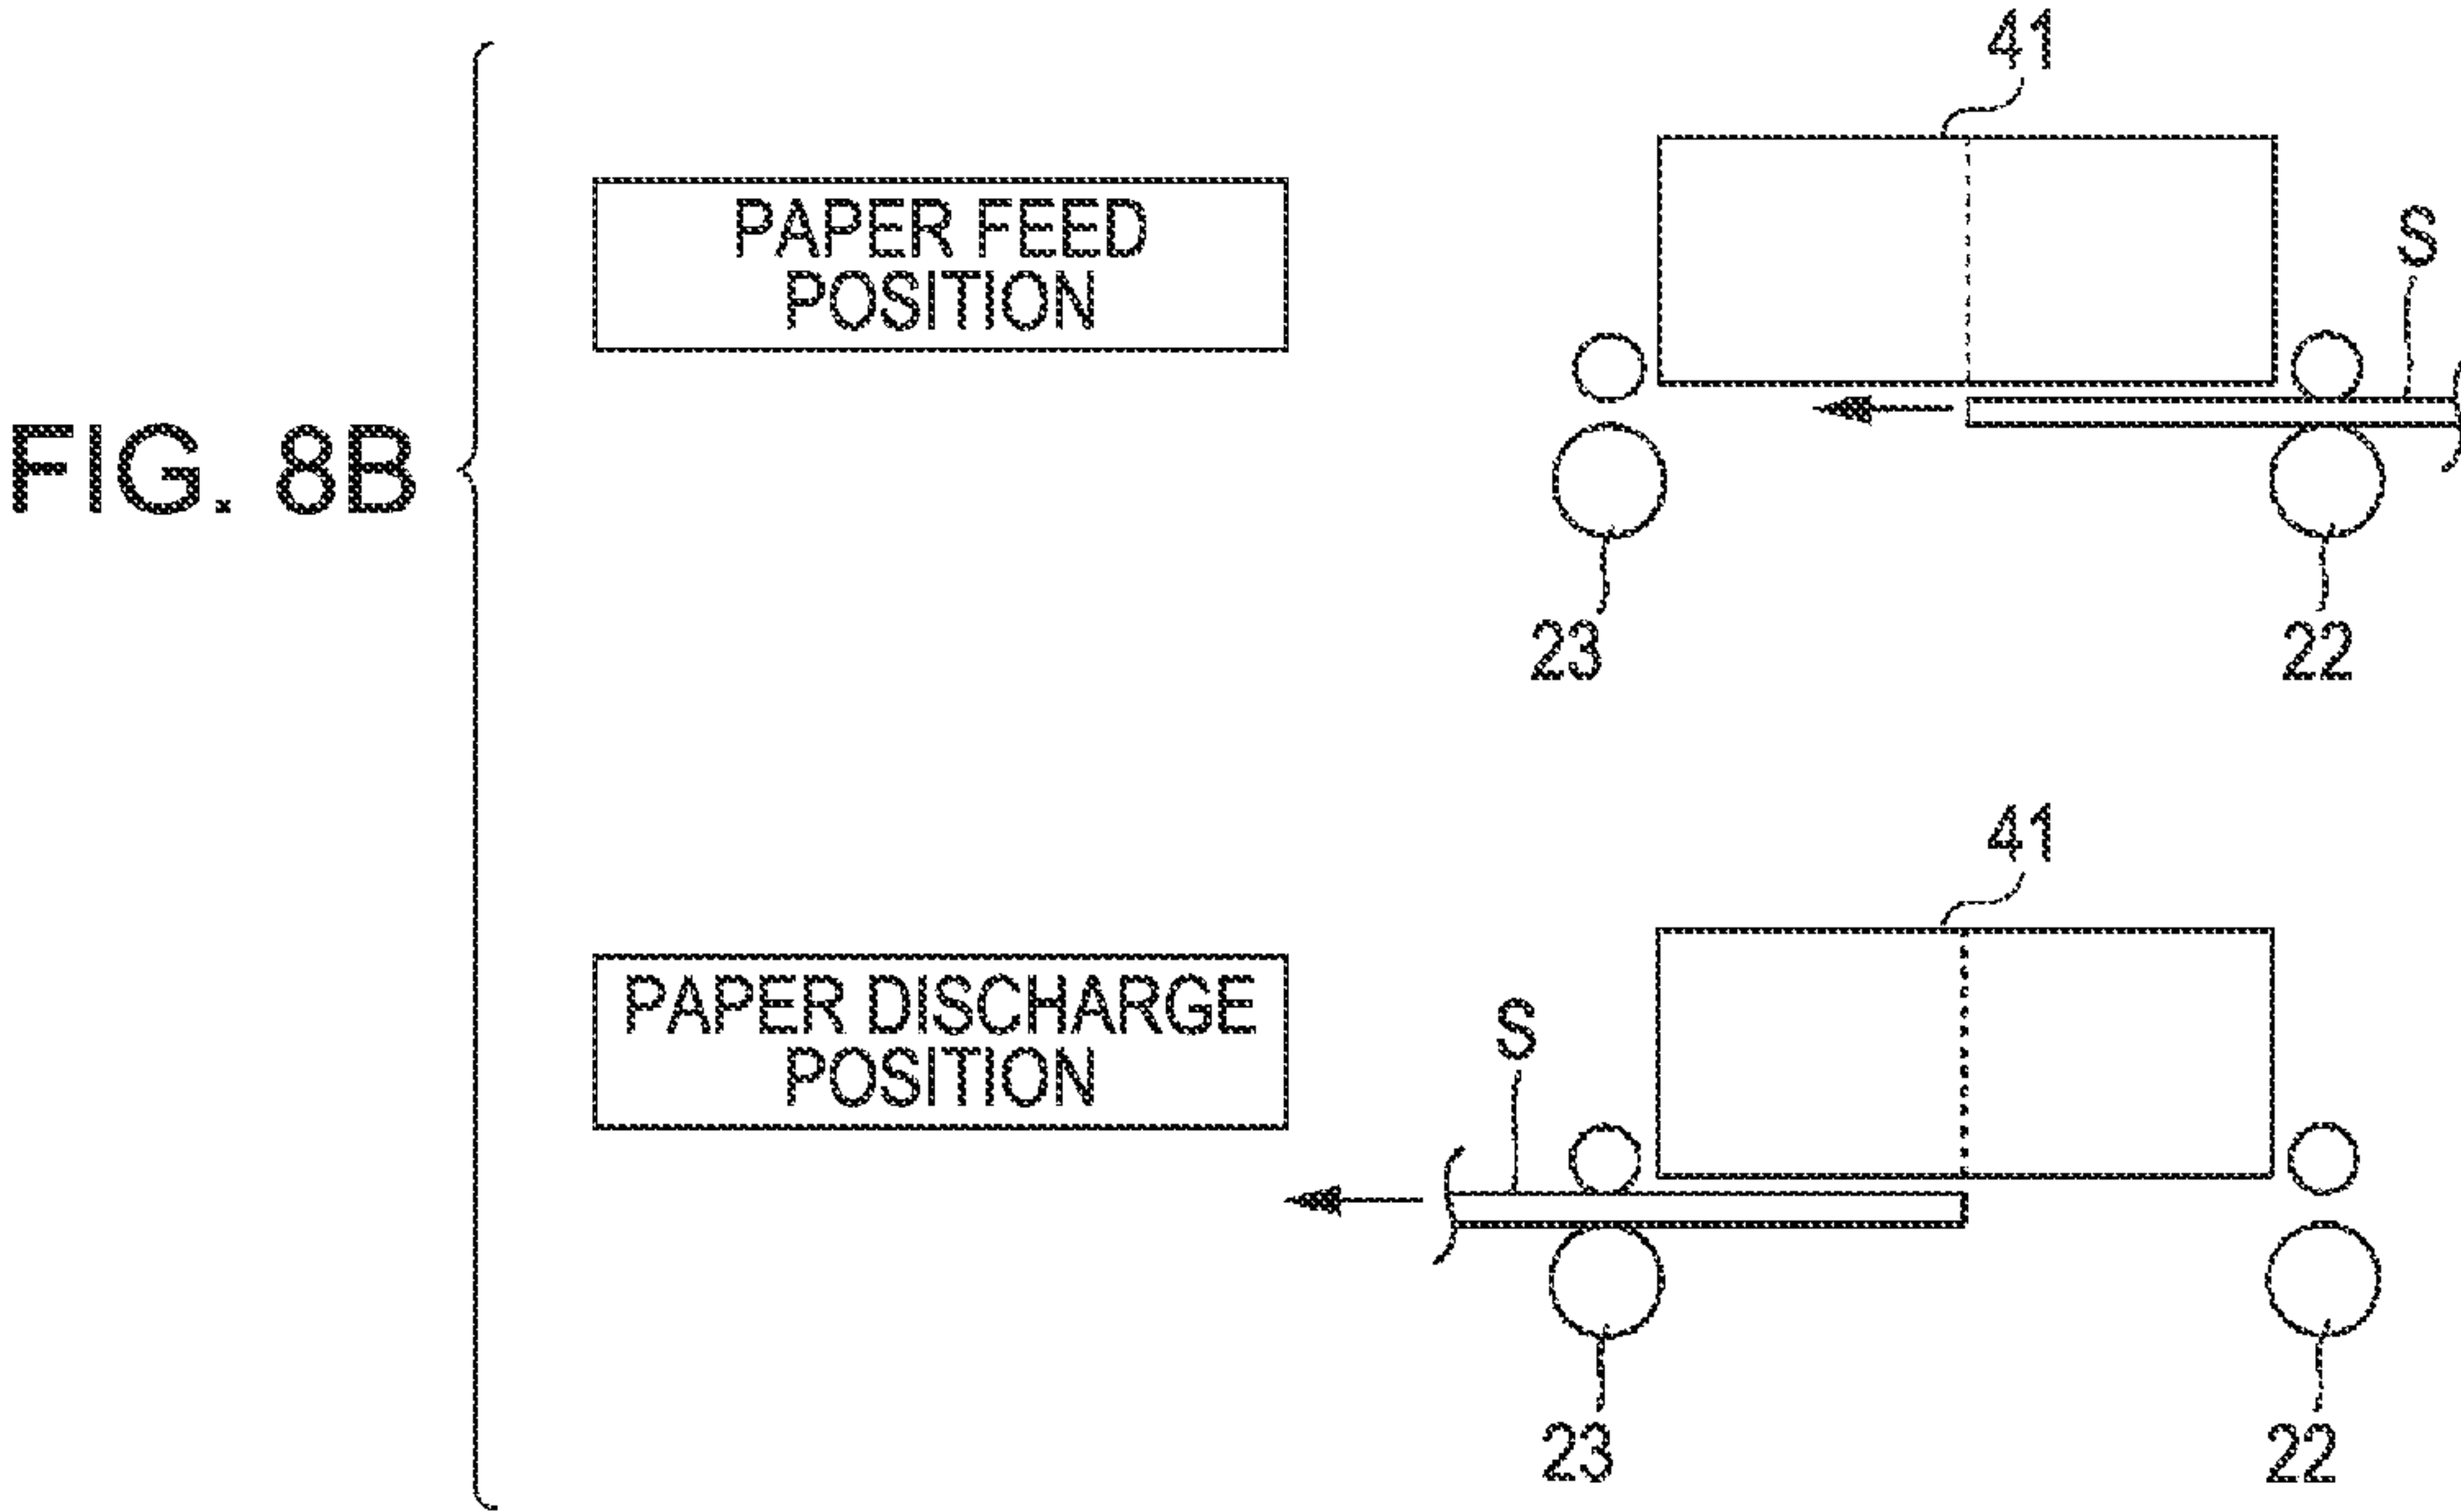 FIG. 8B
PAPER FEED
POSITION
41
S
23
22
PAPER DISCHARGE
POSITION
41
S
23
22